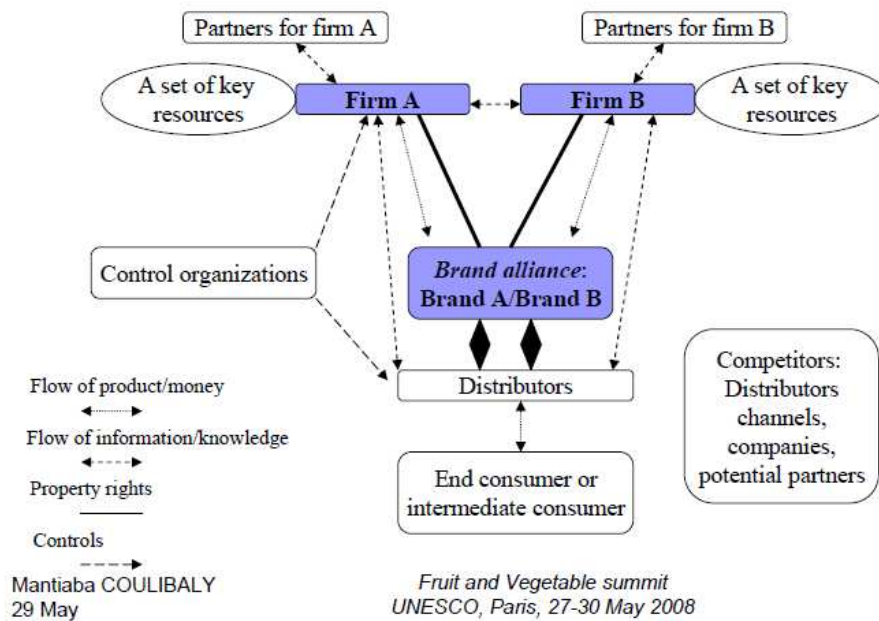 Partners for firm A
Partners for firm B
A set of key
resources
Firm A
Firm B
A set of key
resources
Control organizations
Brand alliance:
Brand A/Brand B
Distributors
Competitors:
Distributors
channels,
companies,
potential partners
End consumer or
intermediate consumer
Flow of product/money
Flow of information/knowledge
Property rights
Controls
Mantiaba COULIBALY
29 May
Fruit and Vegetable summit
UNESCO, Paris, 27-30 May 2008